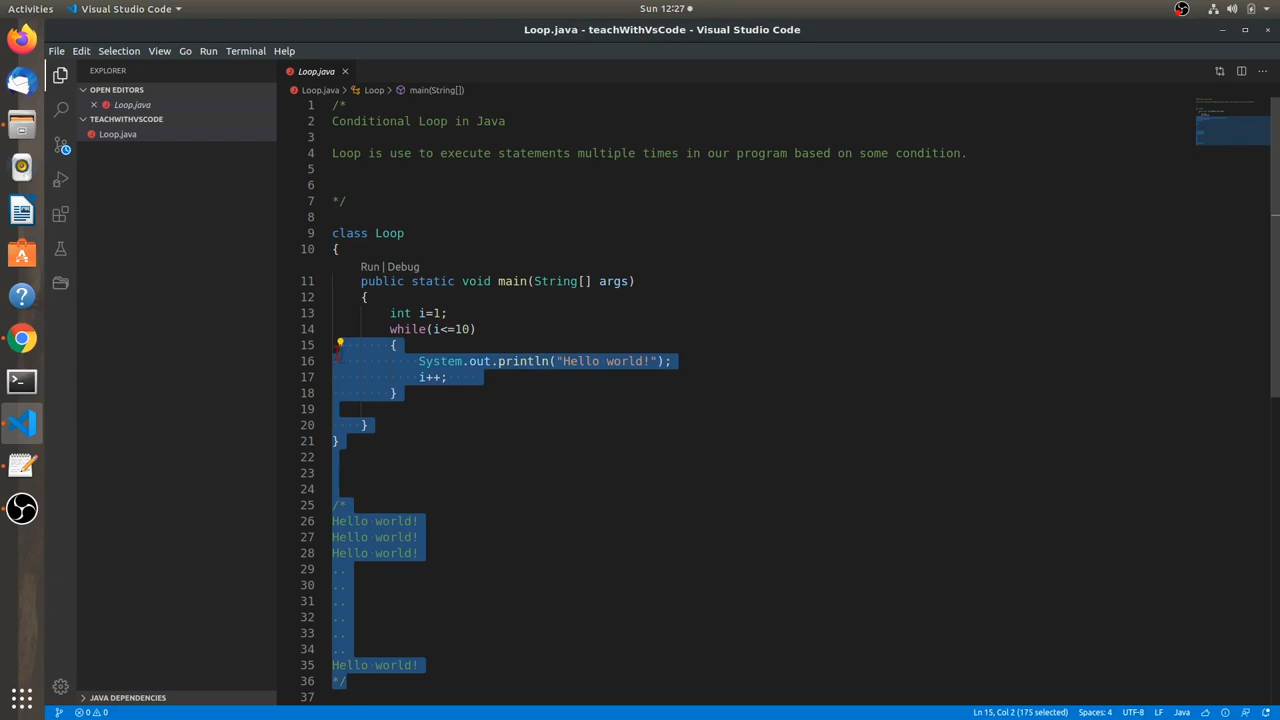 Activities
Visual Studio Code
Sun 12:27
Loop.java - teachWithVsCode - Visual Studio Code
File Edit Selection View Go Run Terminal Help
EXPLORER
OPEN EDITORS
Loop.java
TEACHWITHVSCODE
Loop.java
JAVA DEPENDENCIES
Loop.java
Loop.java > Loop > main(String[])
1 /*
2 Conditional Loop in Java
3
4 Loop is use to execute statements multiple times in our program based on some condition.
5
6
7 */
8
9 class Loop
10 {
Run | Debug
11 public static void main(String[] args)
12 {
13 int i=1;
14 while(i<=10)
15 {
16 System.out.println("Hello world!");
17 i++;
18 }
19
20 }
21 }
22
23
24
25 /*
26 Hello world!
27 Hello world!
28 Hello world!
29 ..
30 ..
31 ..
32 ..
33 ..
34 ..
35 Hello world!
36 */
37
0 0
Ln 15, Col 2 (175 selected) Spaces: 4 UTF-8 LF Java